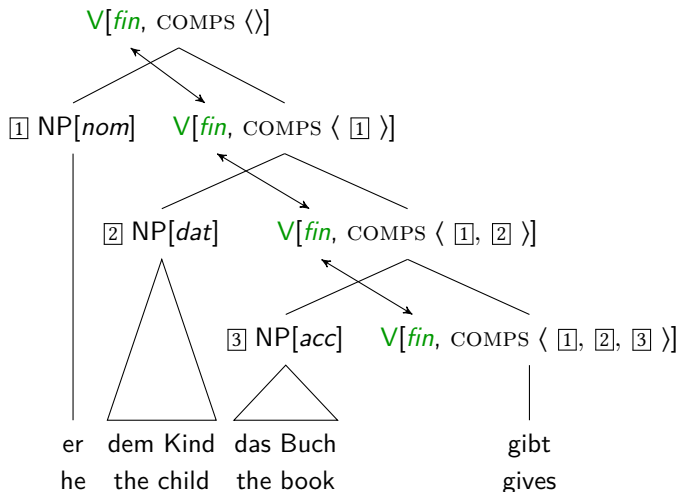 V[fin, COMPS ⟨⟩]
1 NP[nom] V[fin, COMPS ⟨ 1 ⟩]
2 NP[dat] V[fin, COMPS ⟨ 1, 2 ⟩]
3 NP[acc] V[fin, COMPS ⟨ 1, 2, 3 ⟩]
er dem Kind das Buch gibt
he the child the book gives